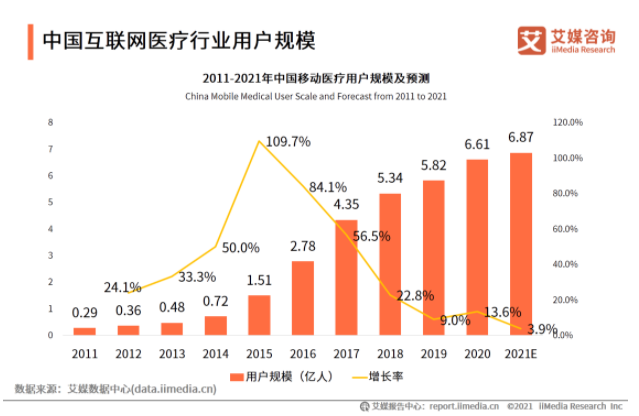 中国互联网医疗行业用户规模
艾媒咨询
iiMedia Research
2011-2021年中国移动医疗用户规模及预测
China Mobile Medical User Scale and Forecast from 2011 to 2021
8 120.0%
7 100.0%
6 80.0%
5 60.0%
4 40.0%
3 20.0%
2 0.0%
1
0
0.29 0.36 0.48 0.72 1.51 2.78 4.35 5.34 5.82 6.61 6.87
24.1% 33.3% 50.0% 109.7% 84.1% 56.5% 22.8% 9.0% 13.6% 3.9%
2011 2012 2013 2014 2015 2016 2017 2018 2019 2020 2021E
用户规模（亿人） 增长率
数据来源：艾媒数据中心(data.iimedia.cn)
艾媒报告中心：report.iimedia.cn ©2021 iiMedia Research Inc